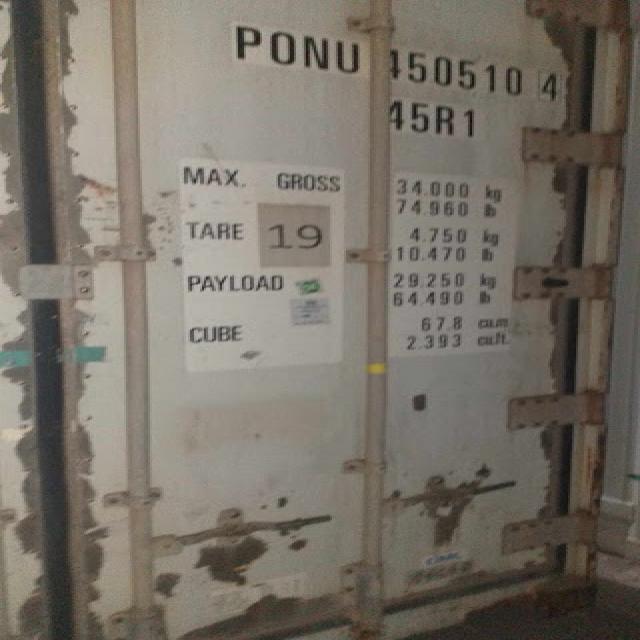 PONU 450510 4
45R1
MAX. GROSS 34.000 kg
74.960 lb
TARE 19 4.750 kg
10.470 lb
PAYLOAD 29.250 kg
64.490 lb
CUBE 67.8 cu.m
2.393 cu.ft